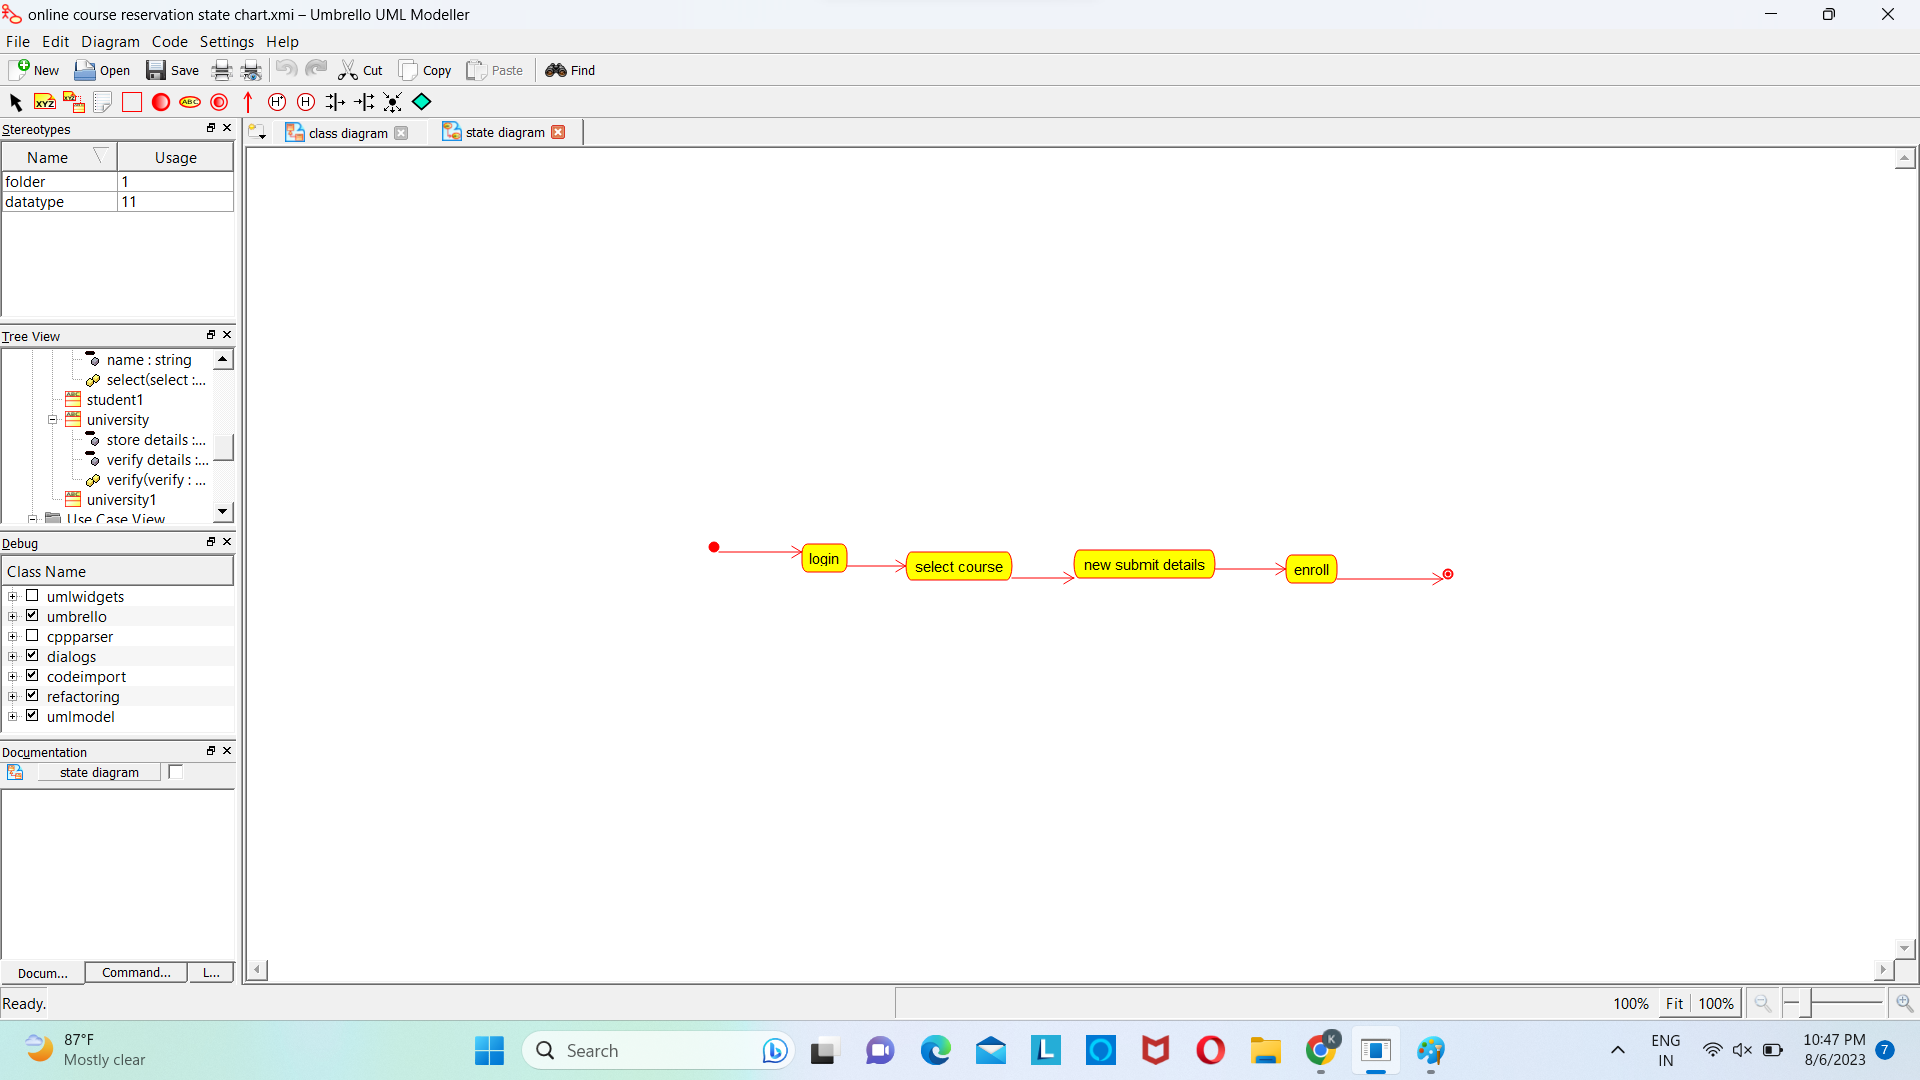 online course reservation state chart.xmi – Umbrello UML Modeller
File Edit Diagram Code Settings Help
New Open Save Cut Copy Paste Find
XYZ XYZ ABC H* H
Stereotypes
class diagram state diagram
Name Usage
folder 1
datatype 11
Tree View
name : string
select(select :...
student1
university
store details :...
verify details :...
verify(verify : ...
university1
Use Case View
Debug
Class Name
umlwidgets
umbrello
cppparser
dialogs
codeimport
refactoring
umlmodel
Documentation
state diagram
Docum... Command... L...
login
select course
new submit details
enroll
Ready.
100% Fit 100%
87°F
Mostly clear
Search
L
K
ENG
IN
10:47 PM
8/6/2023
7